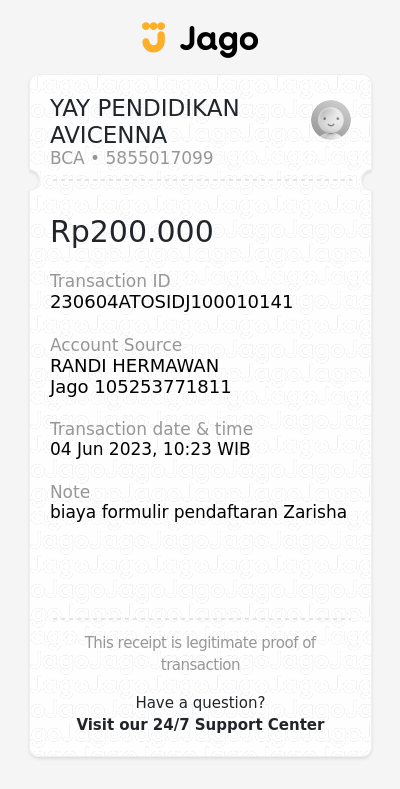 Jago
YAY PENDIDIKAN
AVICENNA
BCA • 5855017099
Rp200.000
Transaction ID
230604ATOSIDJ100010141
Account Source
RANDI HERMAWAN
Jago 105253771811
Transaction date & time
04 Jun 2023, 10:23 WIB
Note
biaya formulir pendaftaran Zarisha
This receipt is legitimate proof of
transaction
Have a question?
Visit our 24/7 Support Center